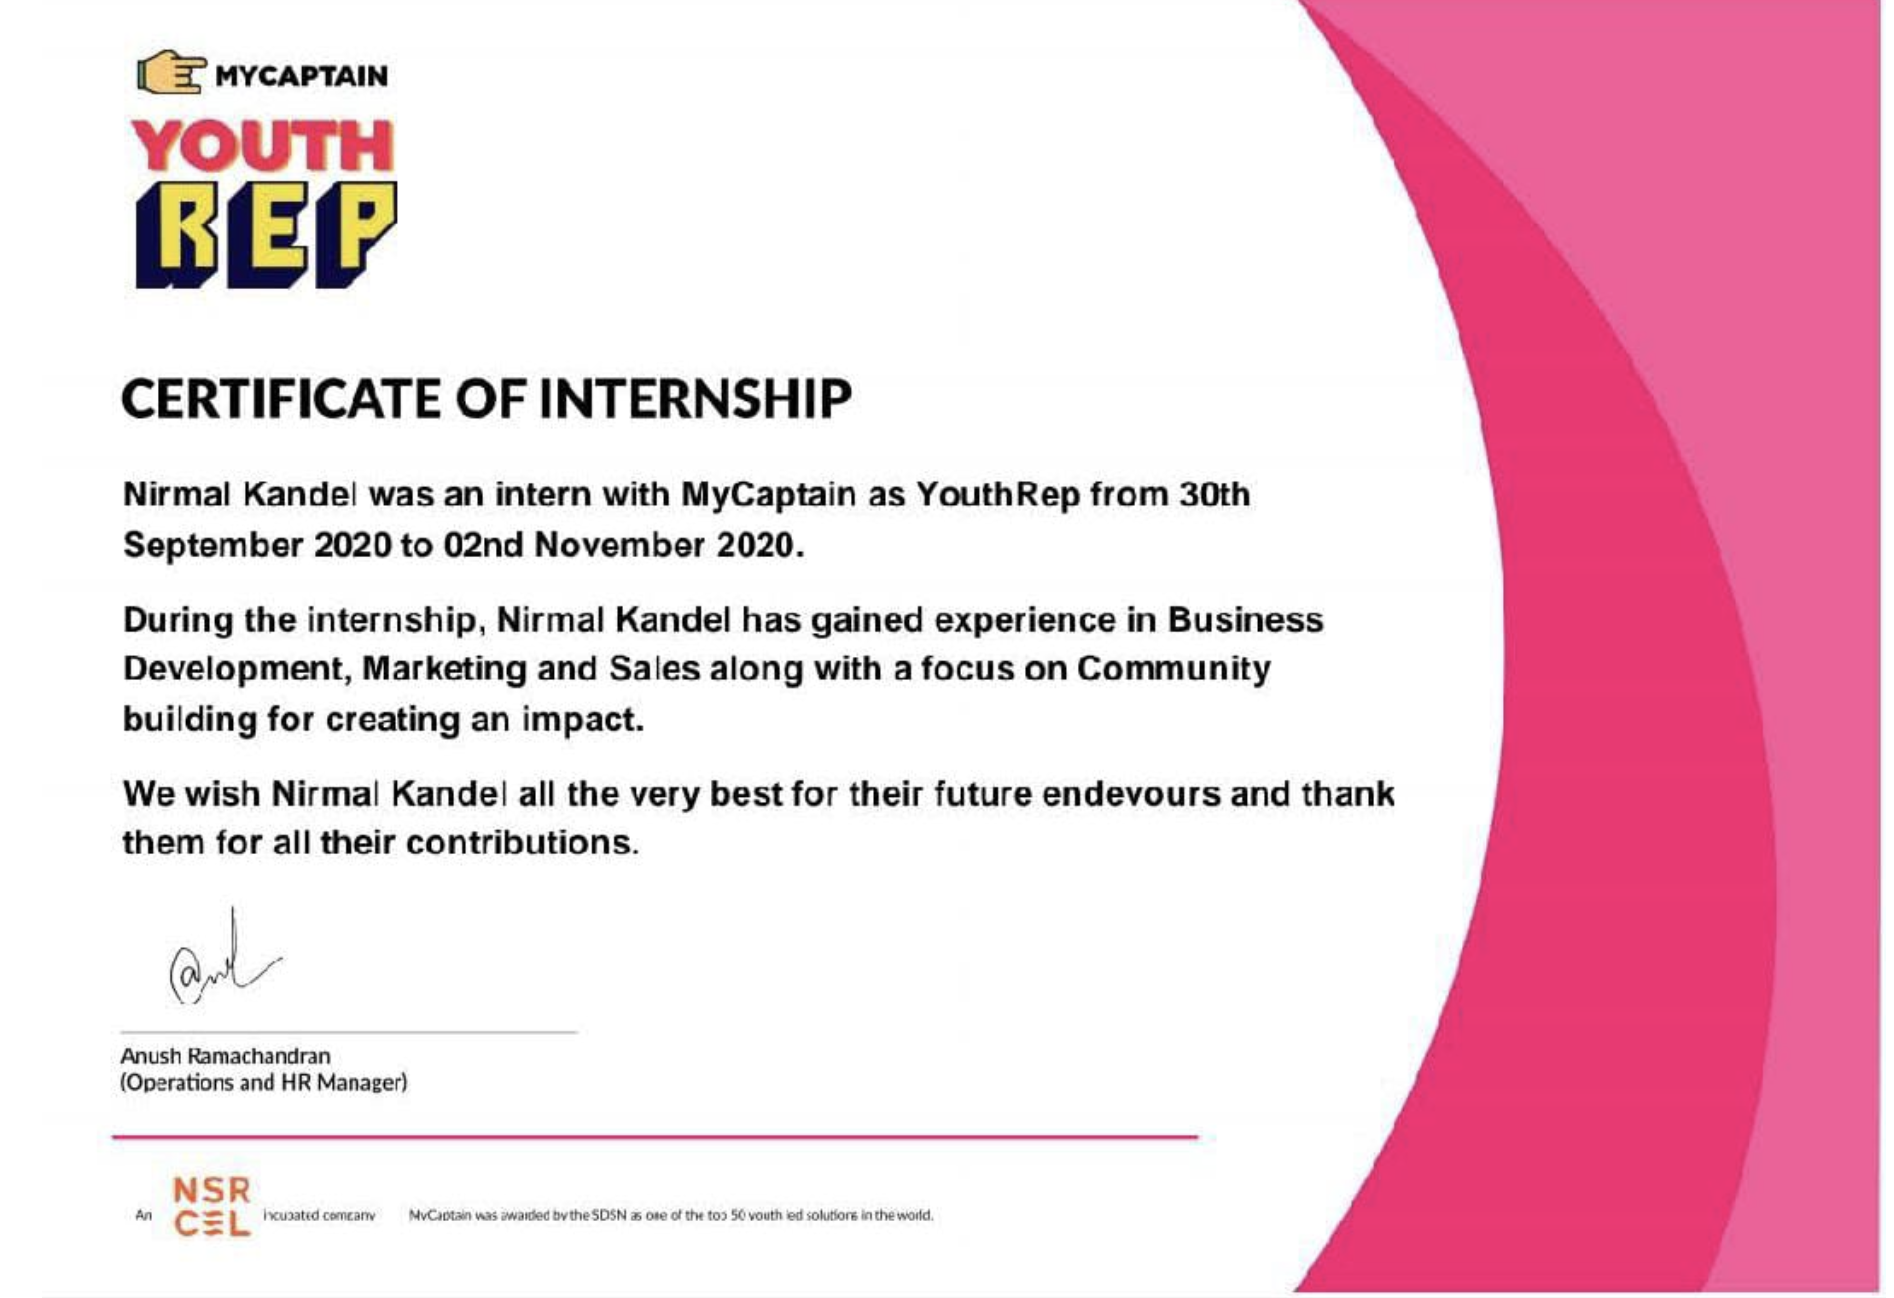 MYCAPTAIN
YOUTH
REP
CERTIFICATE OF INTERNSHIP
Nirmal Kandel was an intern with MyCaptain as YouthRep from 30th
September 2020 to 02nd November 2020.
During the internship, Nirmal Kandel has gained experience in Business
Development, Marketing and Sales along with a focus on Community
building for creating an impact.
We wish Nirmal Kandel all the very best for their future endevours and thank
them for all their contributions.
Anush Ramachandran
(Operations and HR Manager)
NSR
CEL
An incubated company MyCaptain was awarded by the SDSN as one of the top 50 youth led solutions in the world.